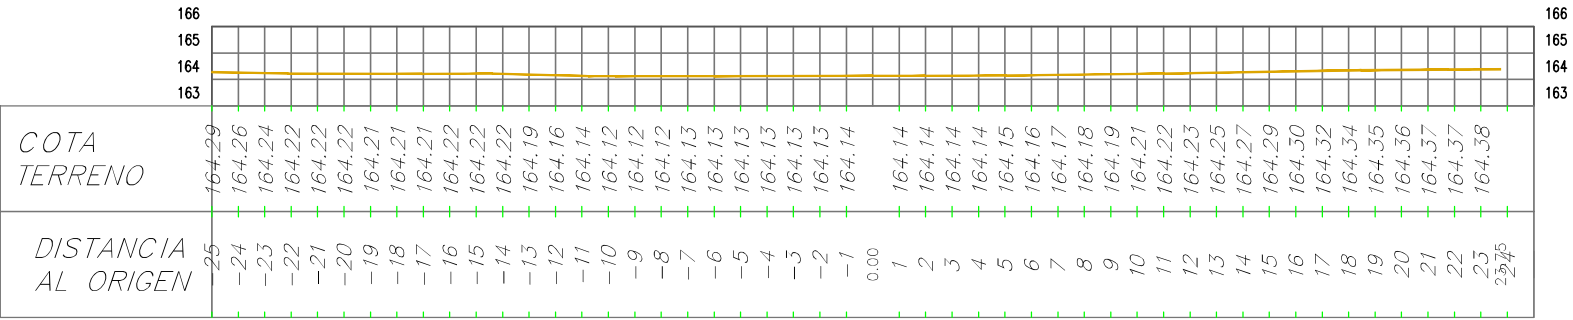 166 166
165 165
164 164
163 163
COTA TERRENO 164.29 164.26 164.24 164.22 164.22 164.22 164.21 164.21 164.21 164.22 164.22 164.22 164.19 164.16 164.14 164.12 164.12 164.12 164.13 164.13 164.13 164.13 164.13 164.13 164.14 164.14 164.14 164.14 164.14 164.15 164.16 164.17 164.18 164.19 164.21 164.22 164.23 164.25 164.27 164.29 164.30 164.32 164.34 164.35 164.36 164.37 164.37 164.38
DISTANCIA AL ORIGEN -25 -24 -23 -22 -21 -20 -19 -18 -17 -16 -15 -14 -13 -12 -11 -10 -9 -8 -7 -6 -5 -4 -3 -2 -1 0.00 1 2 3 4 5 6 7 8 9 10 11 12 13 14 15 16 17 18 19 20 21 22 23 23.75 24